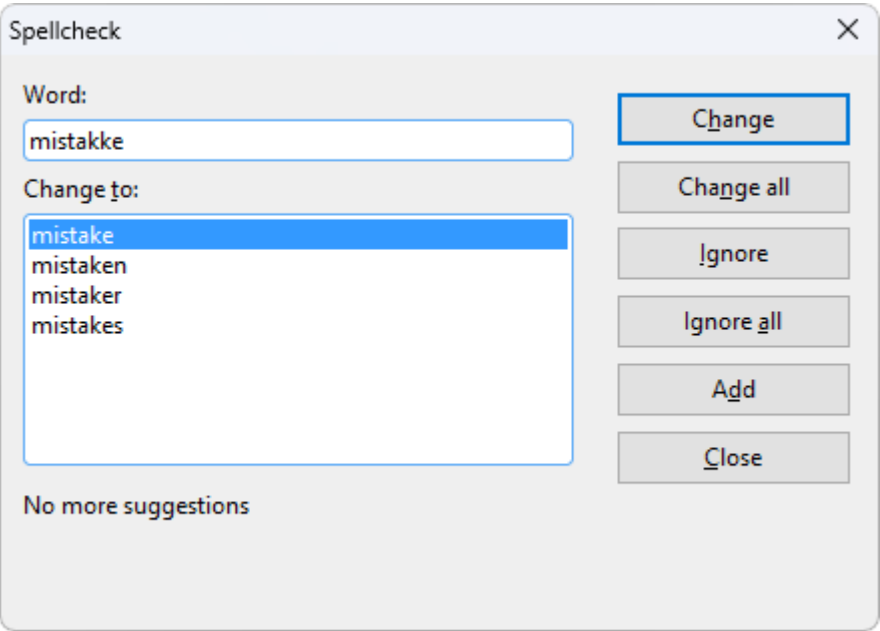 Spellcheck
Word:
mistakke
Change to:
mistake
mistaken
mistaker
mistakes
No more suggestions
Change
Change all
Ignore
Ignore all
Add
Close